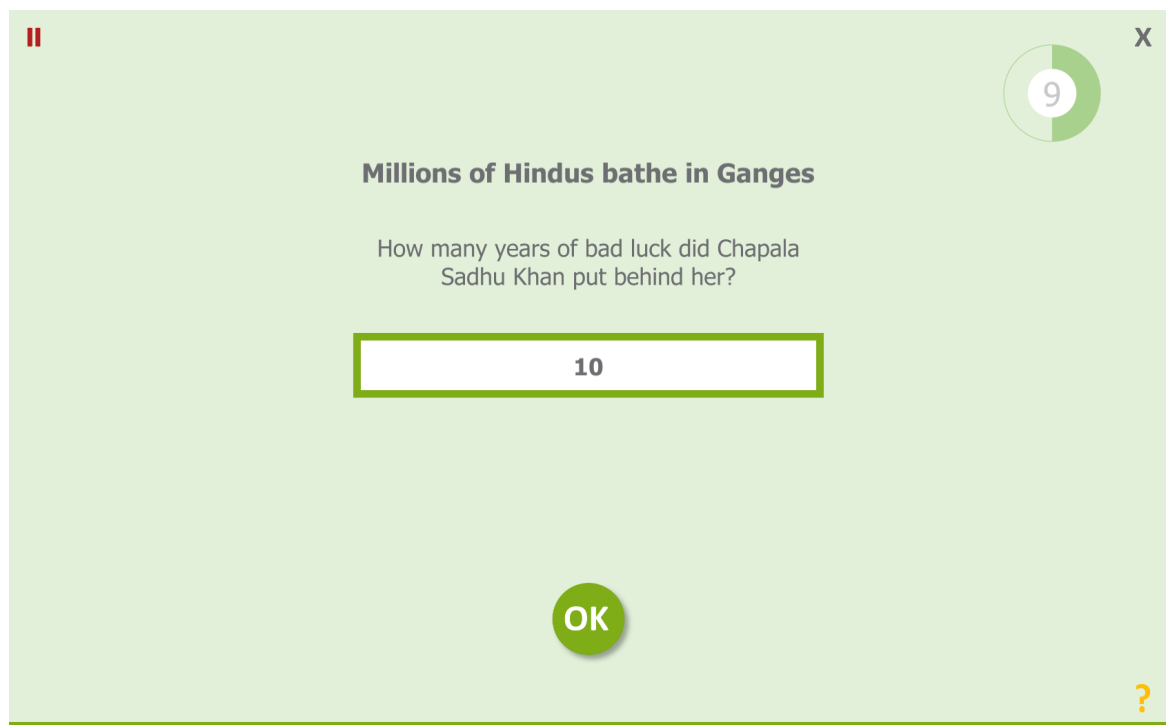 X
9
Millions of Hindus bathe in Ganges
How many years of bad luck did Chapala
Sadhu Khan put behind her?
10
OK
?